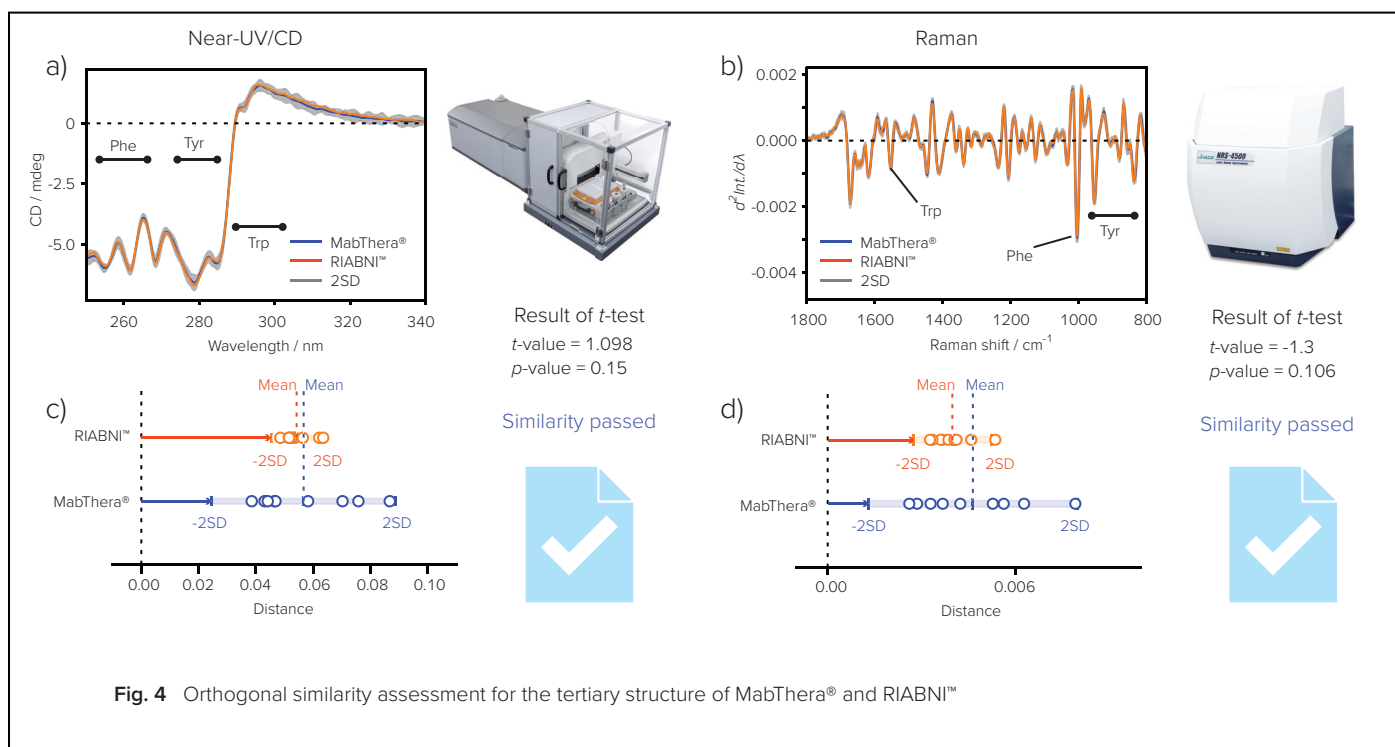 Near-UV/CD
a)
0
-2.5
-5.0
CD / mdeg
Phe
Tyr
Trp
MabThera®
RIABNI™
2SD
260
280
300
320
340
Wavelength / nm
Result of t-test
t-value = 1.098
p-value = 0.15
Similarity passed
Raman
b)
0.002
0.000
-0.002
-0.004
d² Int./dλ
Trp
Phe
Tyr
MabThera®
RIABNI™
2SD
1800
1600
1400
1200
1000
800
Raman shift / cm⁻¹
NRS-4500
Result of t-test
t-value = -1.3
p-value = 0.106
Similarity passed
c)
Mean
Mean
RIABNI™
-2SD
2SD
MabThera®
-2SD
2SD
0.00
0.02
0.04
0.06
0.08
0.10
Distance
d)
Mean
Mean
RIABNI™
-2SD
2SD
MabThera®
-2SD
2SD
0.00
0.006
Distance
Fig. 4 Orthogonal similarity assessment for the tertiary structure of MabThera® and RIABNI™